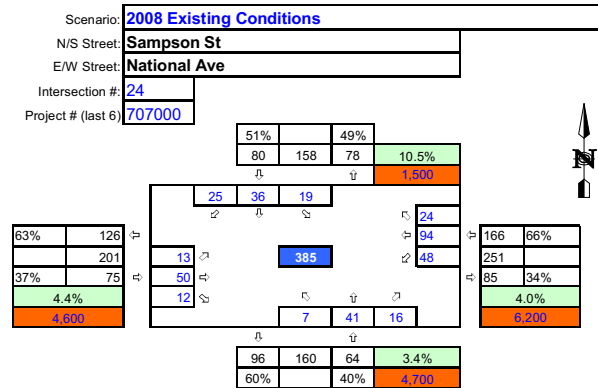 Scenario: 2008 Existing Conditions
N/S Street: Sampson St
E/W Street: National Ave
Intersection #: 24
Project # (last 6) 707000
51% 49%
80 158 78 10.5%
⇩ ⇧ 1,500
N
25 36 19
⬃ ⇩ ⬂ ⬁ 24
63% 126 ⇦ ⇦ 94 ⇦ 166 66%
201 13 ⬀ 385 ⬃ 48 251
37% 75 ⇨ 50 ⇨ ⇨ 85 34%
4.4% 12 ⬂ ⬁ ⇧ ⬀ 4.0%
4,600 7 41 16 6,200
⇩ ⇧
96 160 64 3.4%
60% 40% 4,700